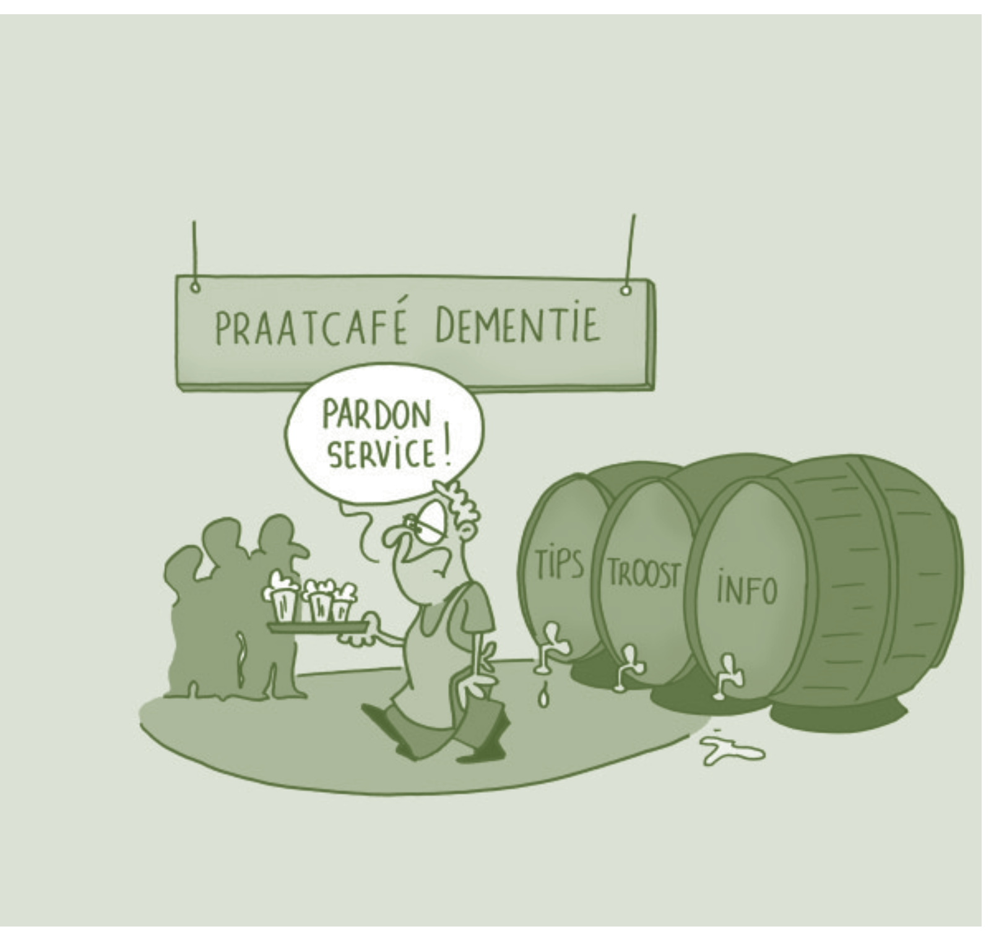 PRAATCAFÉ DEMENTIE
PARDON
SERVICE!
TIPS
TROOST
INFO